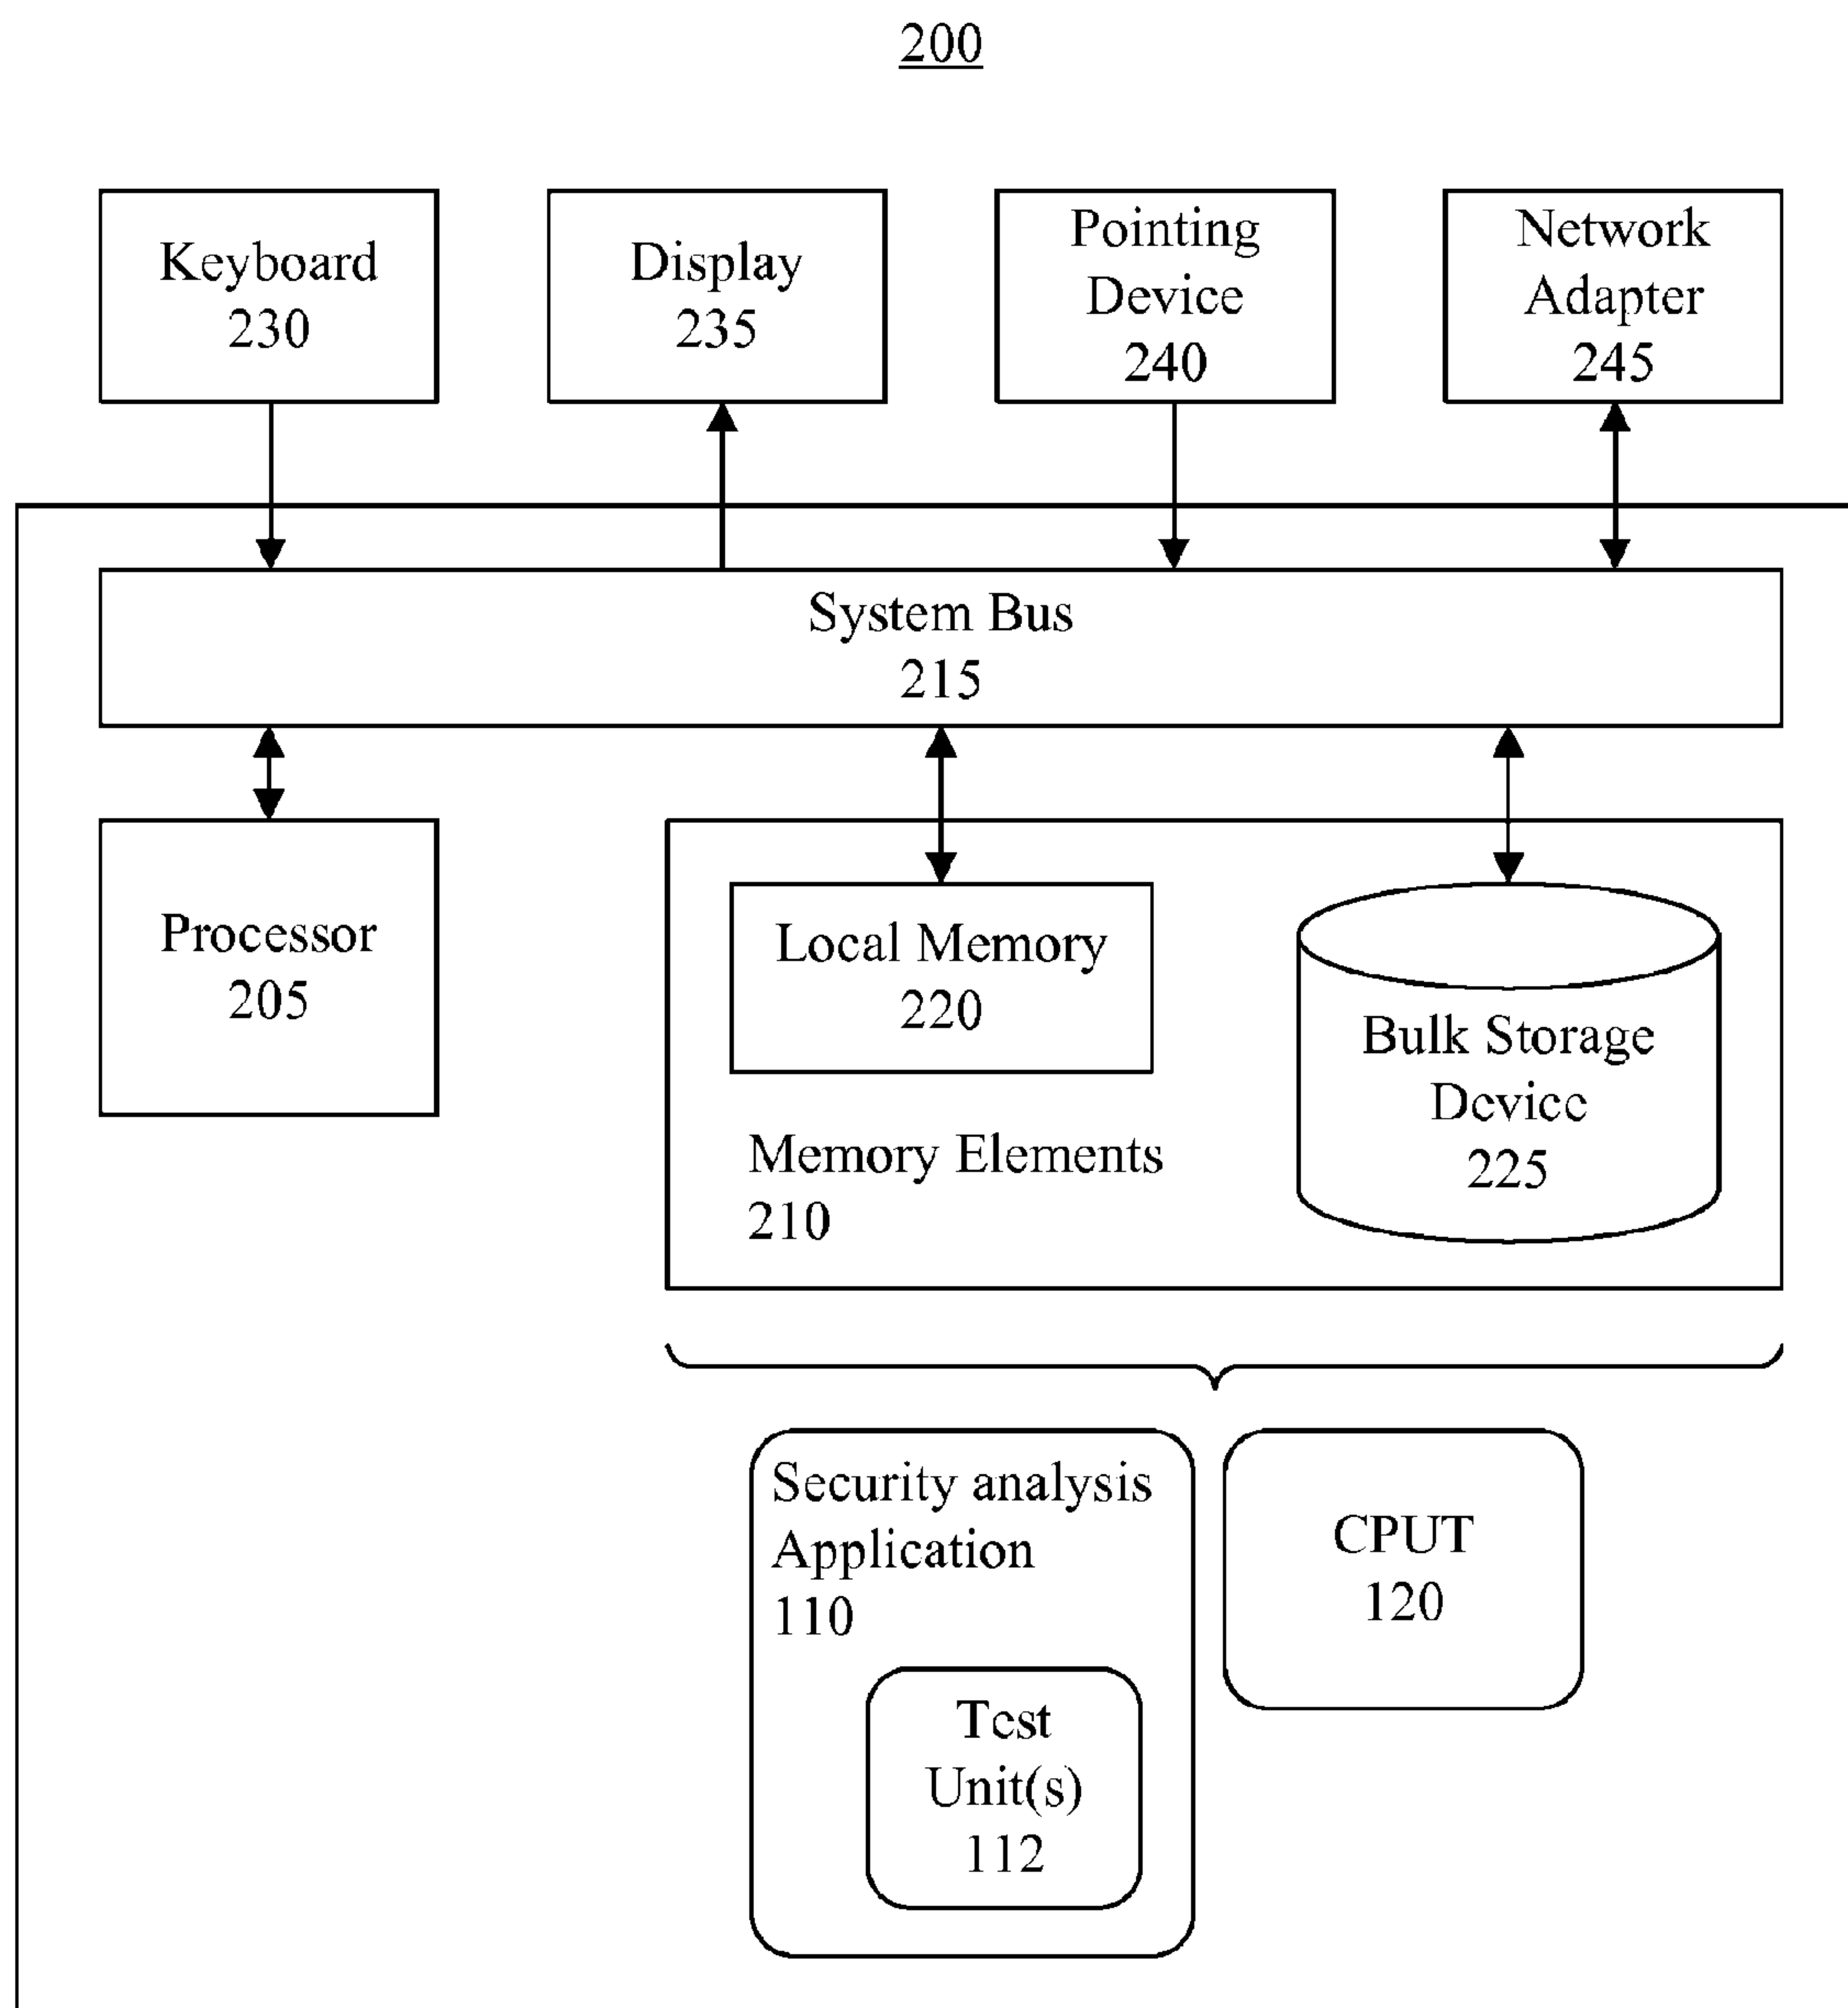 200
Keyboard
230
Display
235
Pointing
Device
240
Network
Adapter
245
System Bus
215
Processor
205
Local Memory
220
Memory Elements
210
Bulk Storage
Device
225
Security analysis
Application
110
Test
Unit(s)
112
CPUT
120